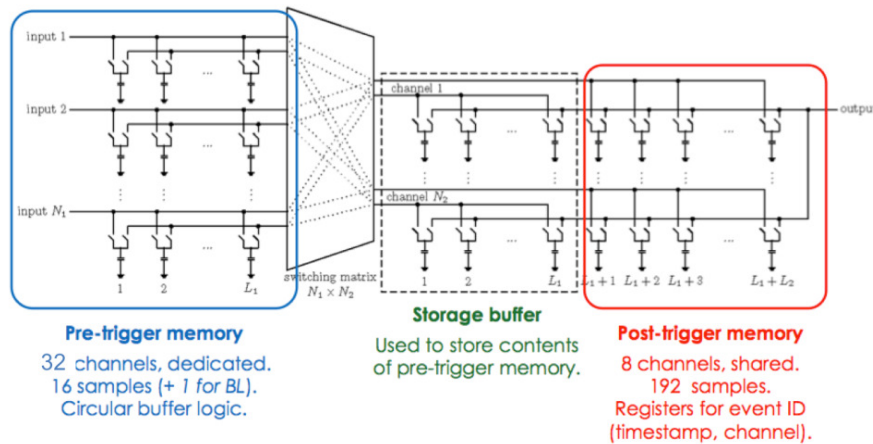 input 1
input 2
input N₁
...
...
...
1
2
L₁
switching matrix
N₁ × N₂
channel 1
channel N₂
...
...
1
2
L₁
L₁ + 1
L₁ + 2
L₁ + 3
...
...
L₁ + L₂
output
Pre-trigger memory
32 channels, dedicated.
16 samples (+ 1 for BL).
Circular buffer logic.
Storage buffer
Used to store contents
of pre-trigger memory.
Post-trigger memory
8 channels, shared.
192 samples.
Registers for event ID
(timestamp, channel).